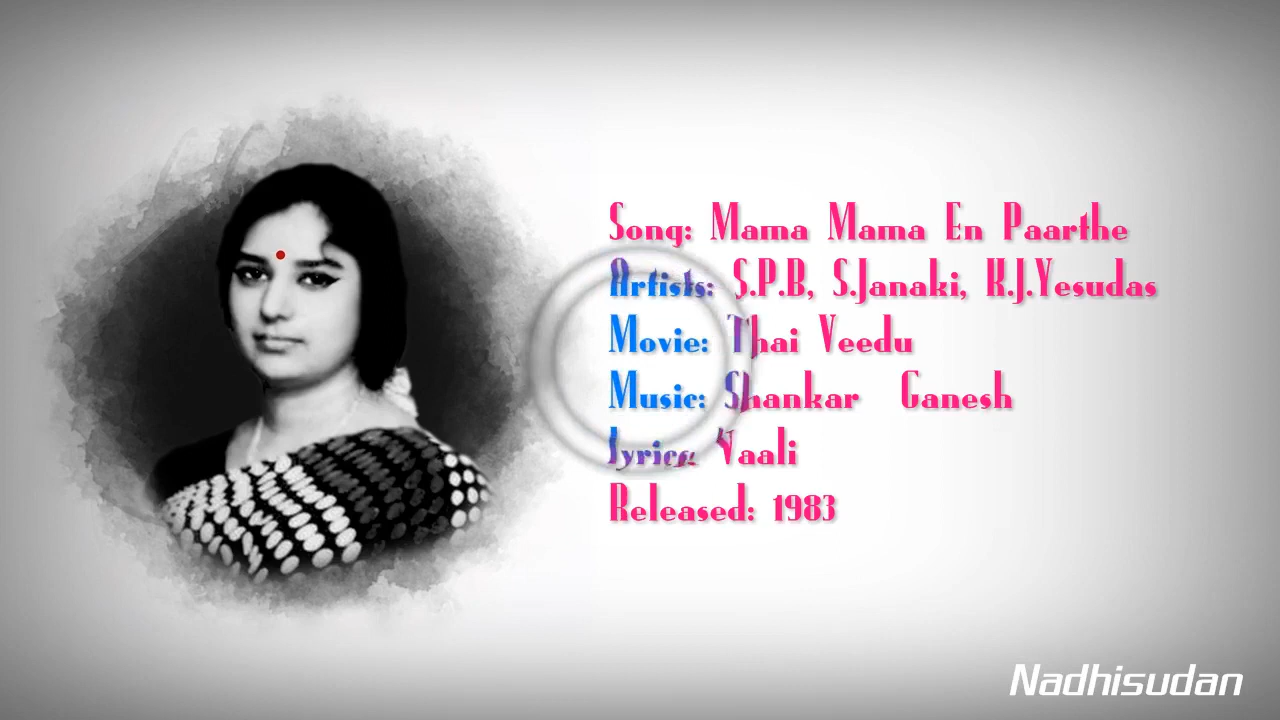 Song: Mama Mama En Paarthe
Artists: S.P.B, S.Janaki, K.J.Yesudas
Movie: Thai Veedu
Music: Shankar Ganesh
Lyrics: Vaali
Released: 1983
Nadhisudan